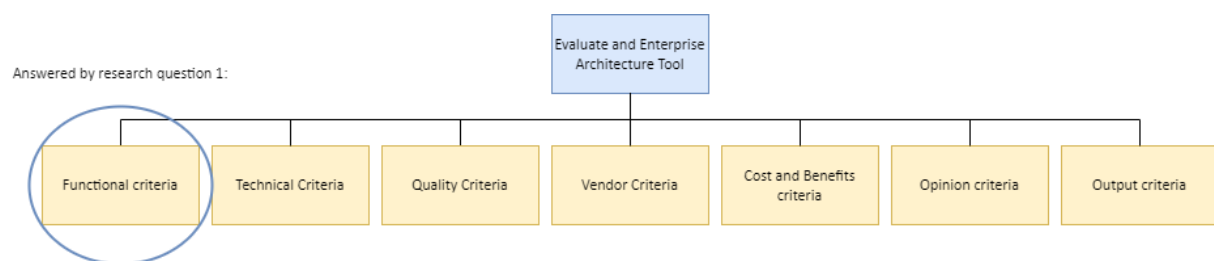 Evaluate and Enterprise
Architecture Tool
Answered by research question 1:
Functional criteria
Technical Criteria
Quality Criteria
Vendor Criteria
Cost and Benefits
criteria
Opinion criteria
Output criteria